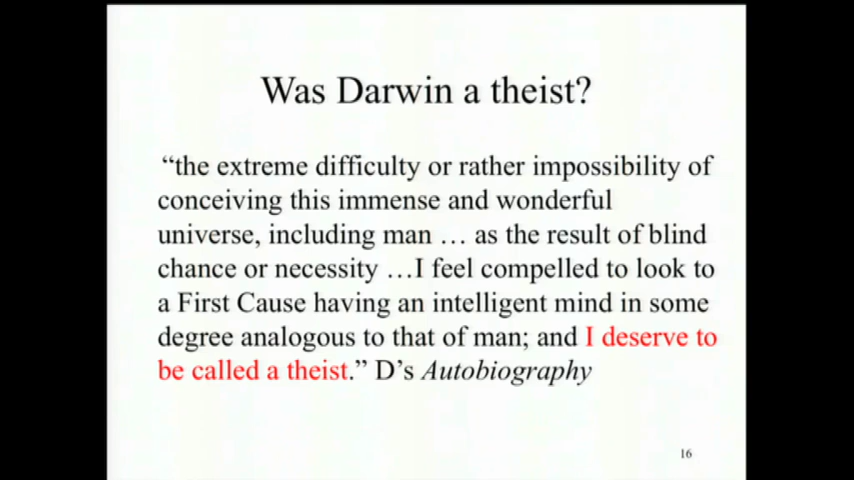 Was Darwin a theist?
“the extreme difficulty or rather impossibility of
conceiving this immense and wonderful
universe, including man … as the result of blind
chance or necessity …I feel compelled to look to
a First Cause having an intelligent mind in some
degree analogous to that of man; and I deserve to
be called a theist.” D’s Autobiography
16